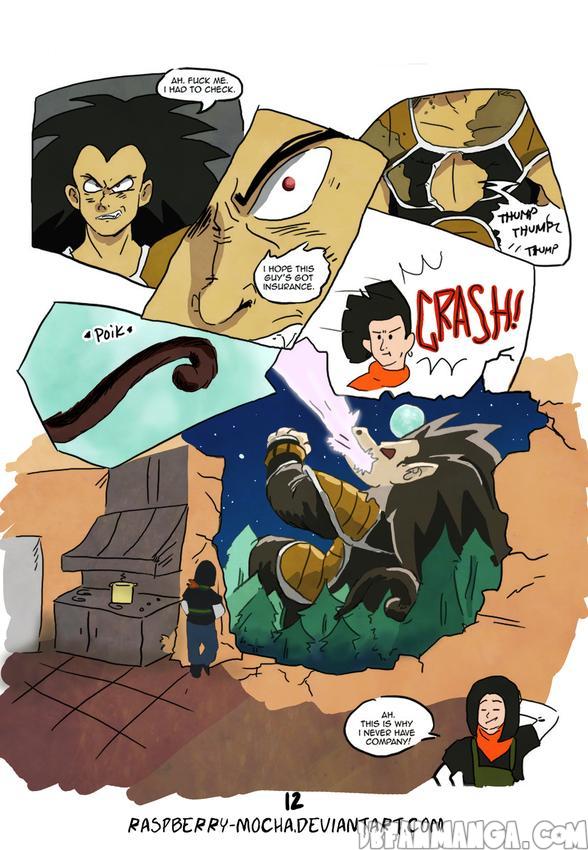 AH. FUCK ME.
I HAD TO CHECK.
I HOPE THIS
GUY'S GOT
INSURANCE.
THUMP
THUMP
THUMP
CRASH!
*POIK*
AH.
THIS IS WHY
I NEVER HAVE
COMPANY!
12
RASPBERRY-MOCHA.DEVIANTART.COM
DBFANMANGA.COM